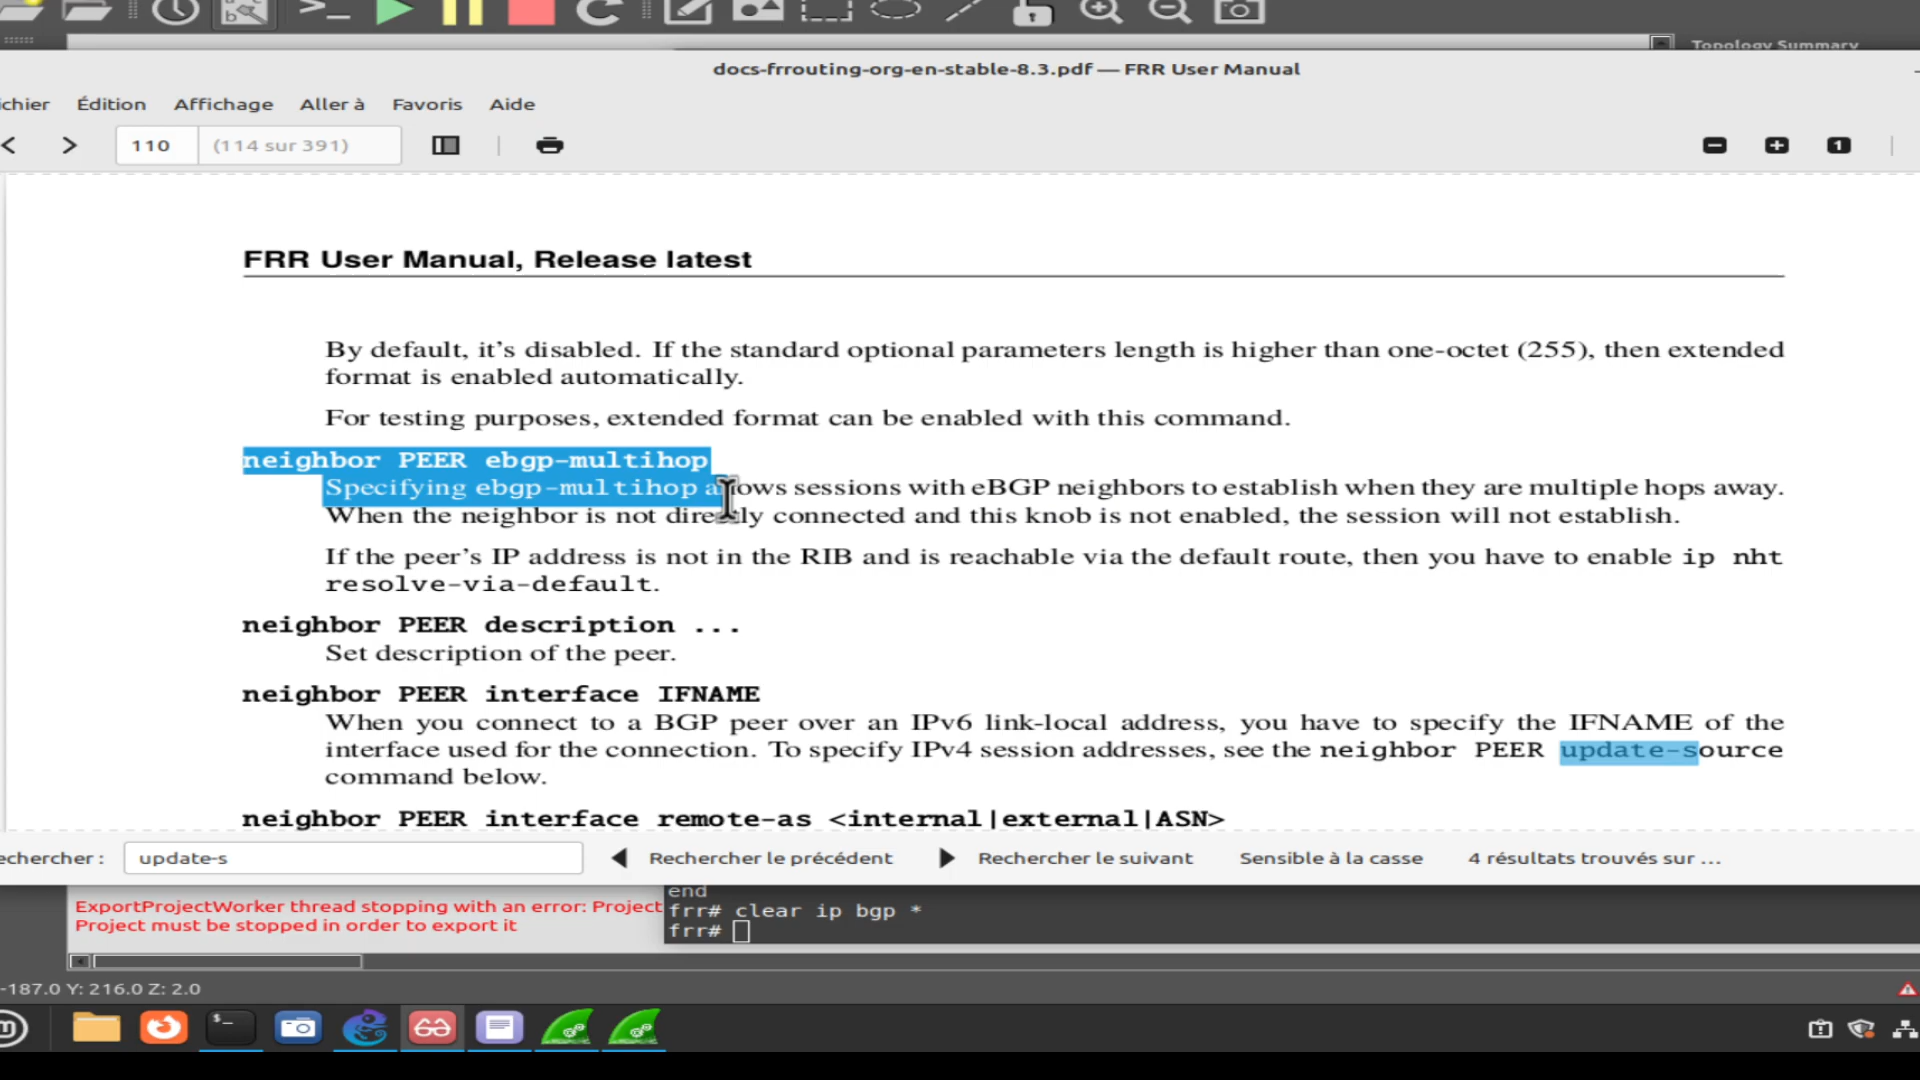 Topology Summary
docs-frrouting-org-en-stable-8.3.pdf — FRR User Manual
ichier Édition Affichage Aller à Favoris Aide
110 (114 sur 391)
FRR User Manual, Release latest
By default, it's disabled. If the standard optional parameters length is higher than one-octet (255), then extended
format is enabled automatically.
For testing purposes, extended format can be enabled with this command.
neighbor PEER ebgp-multihop
Specifying ebgp-multihop allows sessions with eBGP neighbors to establish when they are multiple hops away.
When the neighbor is not directly connected and this knob is not enabled, the session will not establish.
If the peer's IP address is not in the RIB and is reachable via the default route, then you have to enable ip nht
resolve-via-default.
neighbor PEER description ...
Set description of the peer.
neighbor PEER interface IFNAME
When you connect to a BGP peer over an IPv6 link-local address, you have to specify the IFNAME of the
interface used for the connection. To specify IPv4 session addresses, see the neighbor PEER update-source
command below.
neighbor PEER interface remote-as <internal|external|ASN>
echercher : update-s Rechercher le précédent Rechercher le suivant Sensible à la casse 4 résultats trouvés sur ...
end
ExportProjectWorker thread stopping with an error: Project
Project must be stopped in order to export it
frr# clear ip bgp *
frr#
-187.0 Y: 216.0 Z: 2.0